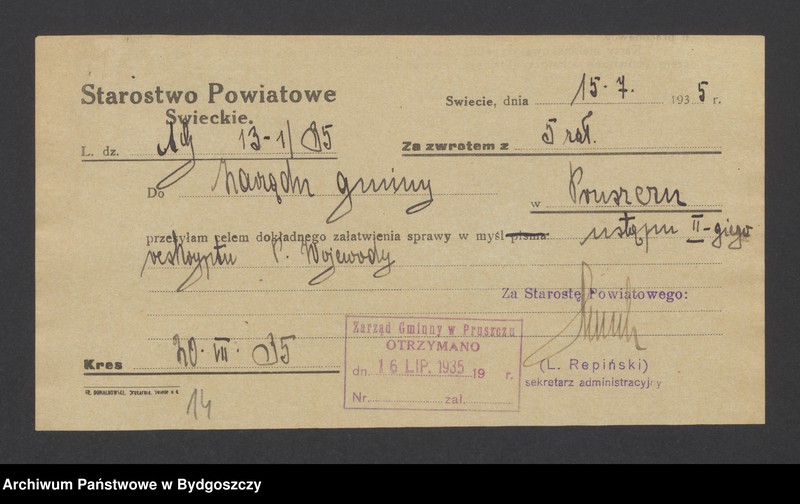 Starostwo Powiatowe
Swieckie.
Swiecie, dnia 15. 7. 1935 r.
L. dz. 13-1/35
Za zwrotem z 5 zał.
Do Zarządu gminy w Pruszczu
przesyłam celem dokładnego załatwienia sprawy w myśl pisma ustępu II-giego
reskryptu P. Wojewody
Za Starostę Powiatowego:
Kres 20. VII. 35
Zarząd Gminny w Pruszczu
OTRZYMANO
dn. 16 LIP. 1935 19 r.
Nr. zał.
(L. Repiński)
sekretarz administracyjny
14
Archiwum Państwowe w Bydgoszczy